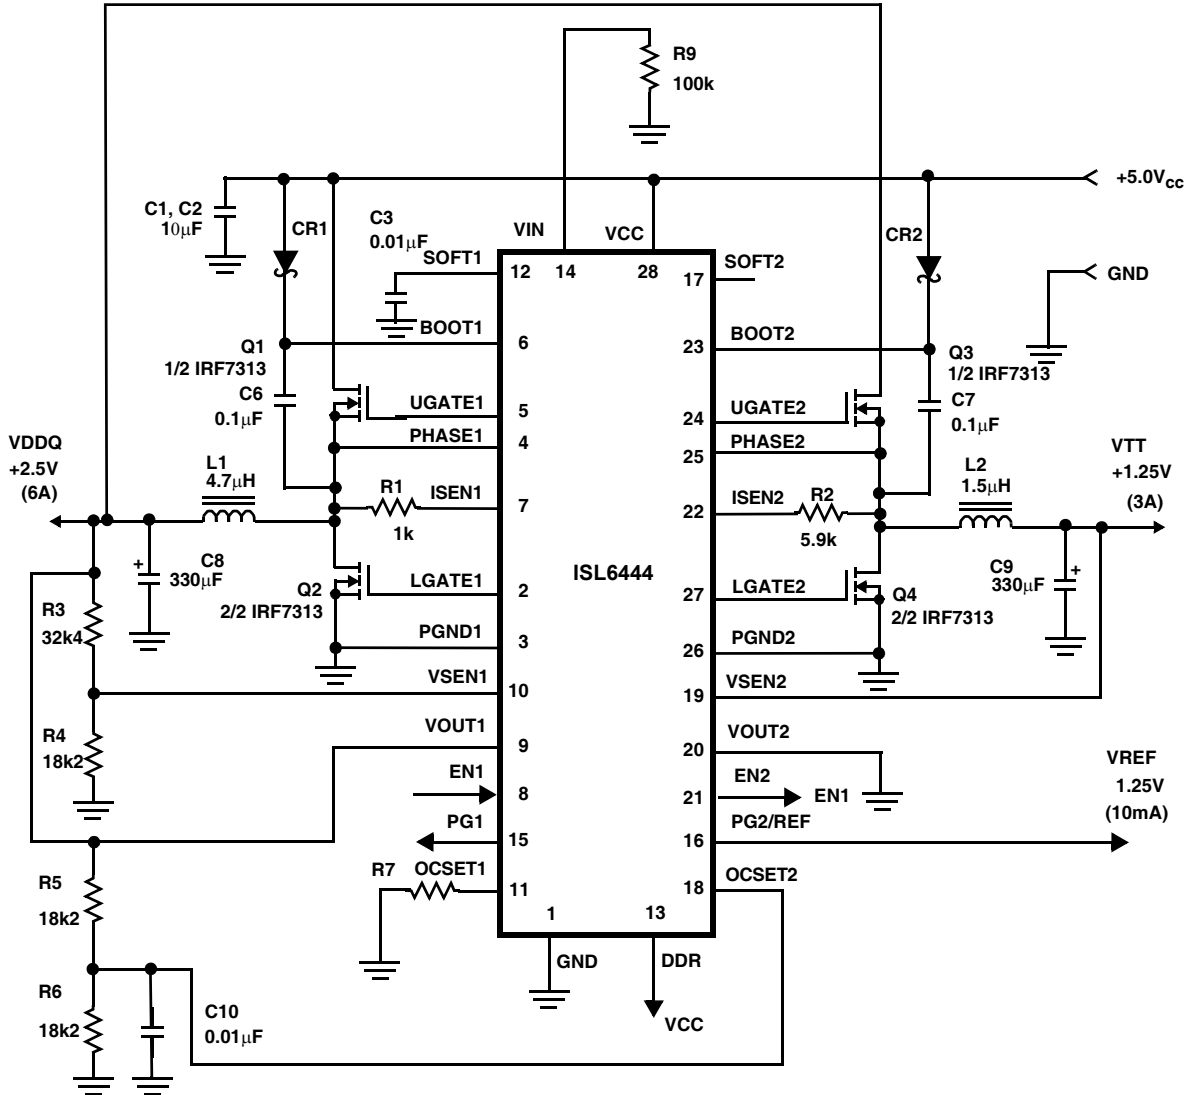 R9
100k
+5.0Vcc
C1, C2
10μF
CR1
C3
0.01μF
VIN
VCC
CR2
GND
SOFT1
12
14
28
17
SOFT2
BOOT1
6
23
BOOT2
Q1
1/2 IRF7313
Q3
1/2 IRF7313
C6
0.1μF
C7
0.1μF
UGATE1
5
24
UGATE2
PHASE1
4
25
PHASE2
VDDQ
+2.5V
(6A)
L1
4.7μH
R1
1k
ISEN1
7
22
ISEN2
R2
5.9k
L2
1.5μH
VTT
+1.25V
(3A)
+
C8
330μF
ISL6444
C9
330μF
+
Q2
2/2 IRF7313
LGATE1
2
27
LGATE2
Q4
2/2 IRF7313
R3
32k4
PGND1
3
26
PGND2
VSEN1
10
19
VSEN2
R4
18k2
VOUT1
9
20
VOUT2
EN1
8
21
EN2
EN1
VREF
1.25V
(10mA)
PG1
15
16
PG2/REF
R7
OCSET1
11
18
OCSET2
R5
18k2
1
13
GND
DDR
VCC
R6
18k2
C10
0.01μF